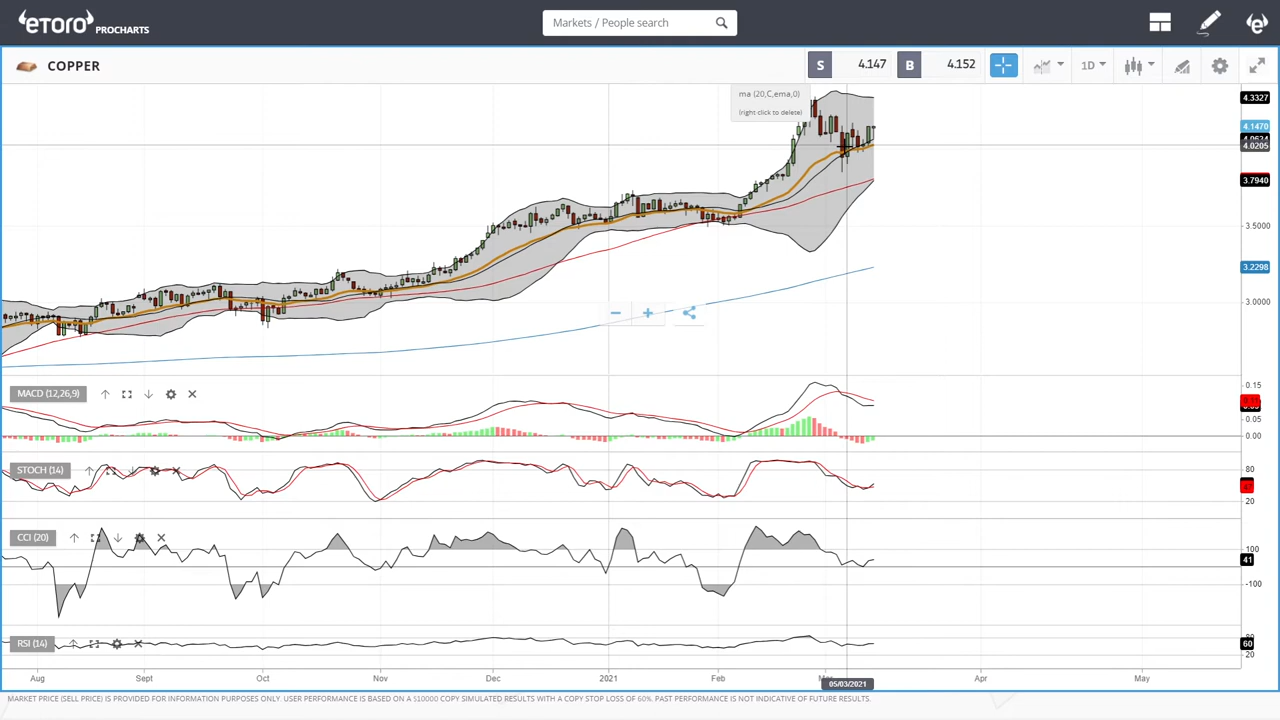 eToro PROCHARTS
Markets / People search
COPPER
S 4.147 B 4.152
1D
ma (20,C,ema,0)
(right click to delete)
4.3327
4.1470
4.0205
3.7940
3.5000
3.2298
3.0000
MACD (12,26,9)
0.15
0.05
0.00
STOCH (14)
80
47
20
CCI (20)
100
41
-100
RSI (14)
80
60
20
Aug Sept Oct Nov Dec 2021 Feb Mar Apr May
05/03/2021
MARKET PRICE (SELL PRICE) IS PROVIDED FOR INFORMATION PURPOSES ONLY. USER PERFORMANCE IS BASED ON A $10000 COPY SIMULATED RESULTS WITH A COPY STOP LOSS OF 60%. PAST PERFORMANCE IS NOT INDICATIVE OF FUTURE RESULTS.